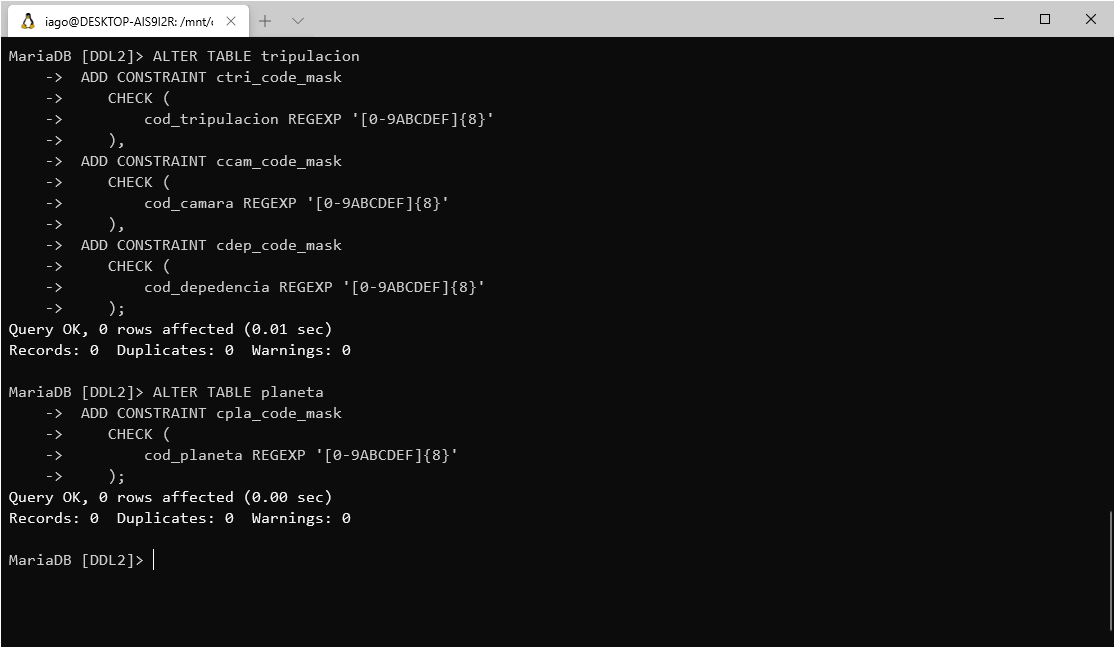 iago@DESKTOP-AIS9I2R: /mnt/c
MariaDB [DDL2]> ALTER TABLE tripulacion
    ->  ADD CONSTRAINT ctri_code_mask
    ->     CHECK (
    ->         cod_tripulacion REGEXP '[0-9ABCDEF]{8}'
    ->     ),
    ->  ADD CONSTRAINT ccam_code_mask
    ->     CHECK (
    ->         cod_camara REGEXP '[0-9ABCDEF]{8}'
    ->     ),
    ->  ADD CONSTRAINT cdep_code_mask
    ->     CHECK (
    ->         cod_depedencia REGEXP '[0-9ABCDEF]{8}'
    ->     );
Query OK, 0 rows affected (0.01 sec)
Records: 0  Duplicates: 0  Warnings: 0
MariaDB [DDL2]> ALTER TABLE planeta
    ->  ADD CONSTRAINT cpla_code_mask
    ->     CHECK (
    ->         cod_planeta REGEXP '[0-9ABCDEF]{8}'
    ->     );
Query OK, 0 rows affected (0.00 sec)
Records: 0  Duplicates: 0  Warnings: 0
MariaDB [DDL2]>